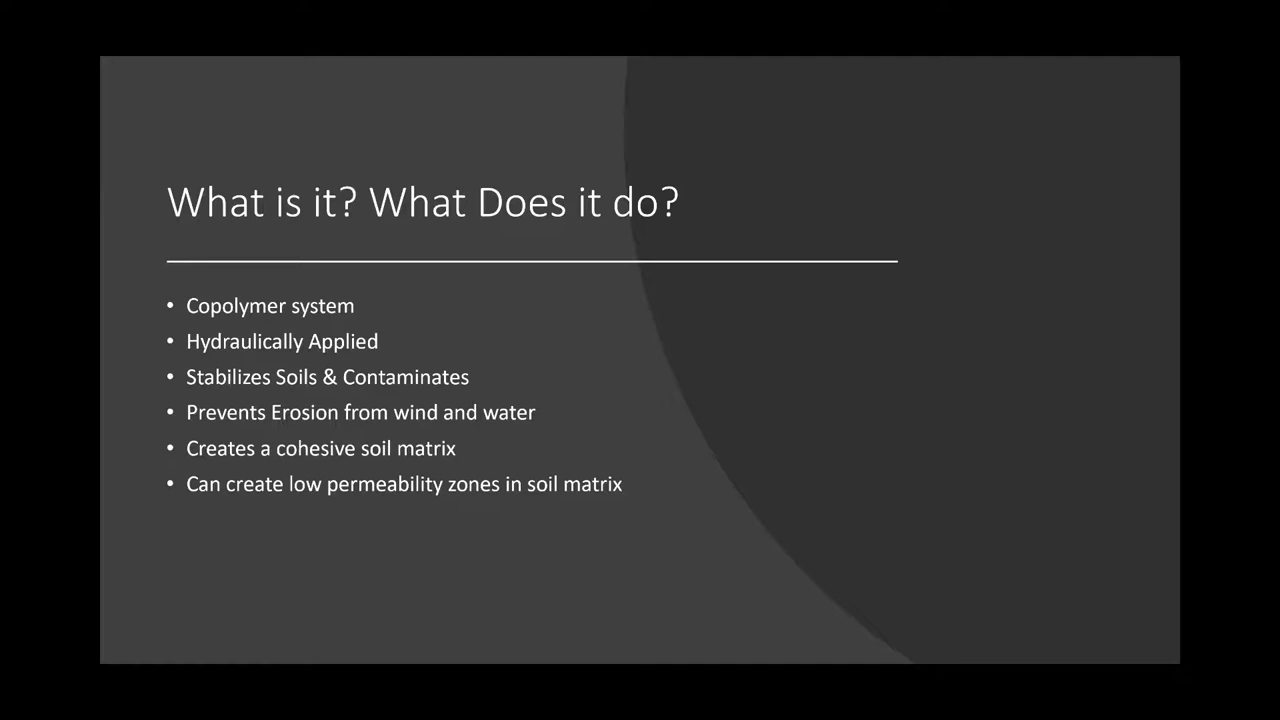 What is it? What Does it do?
• Copolymer system
• Hydraulically Applied
• Stabilizes Soils & Contaminates
• Prevents Erosion from wind and water
• Creates a cohesive soil matrix
• Can create low permeability zones in soil matrix